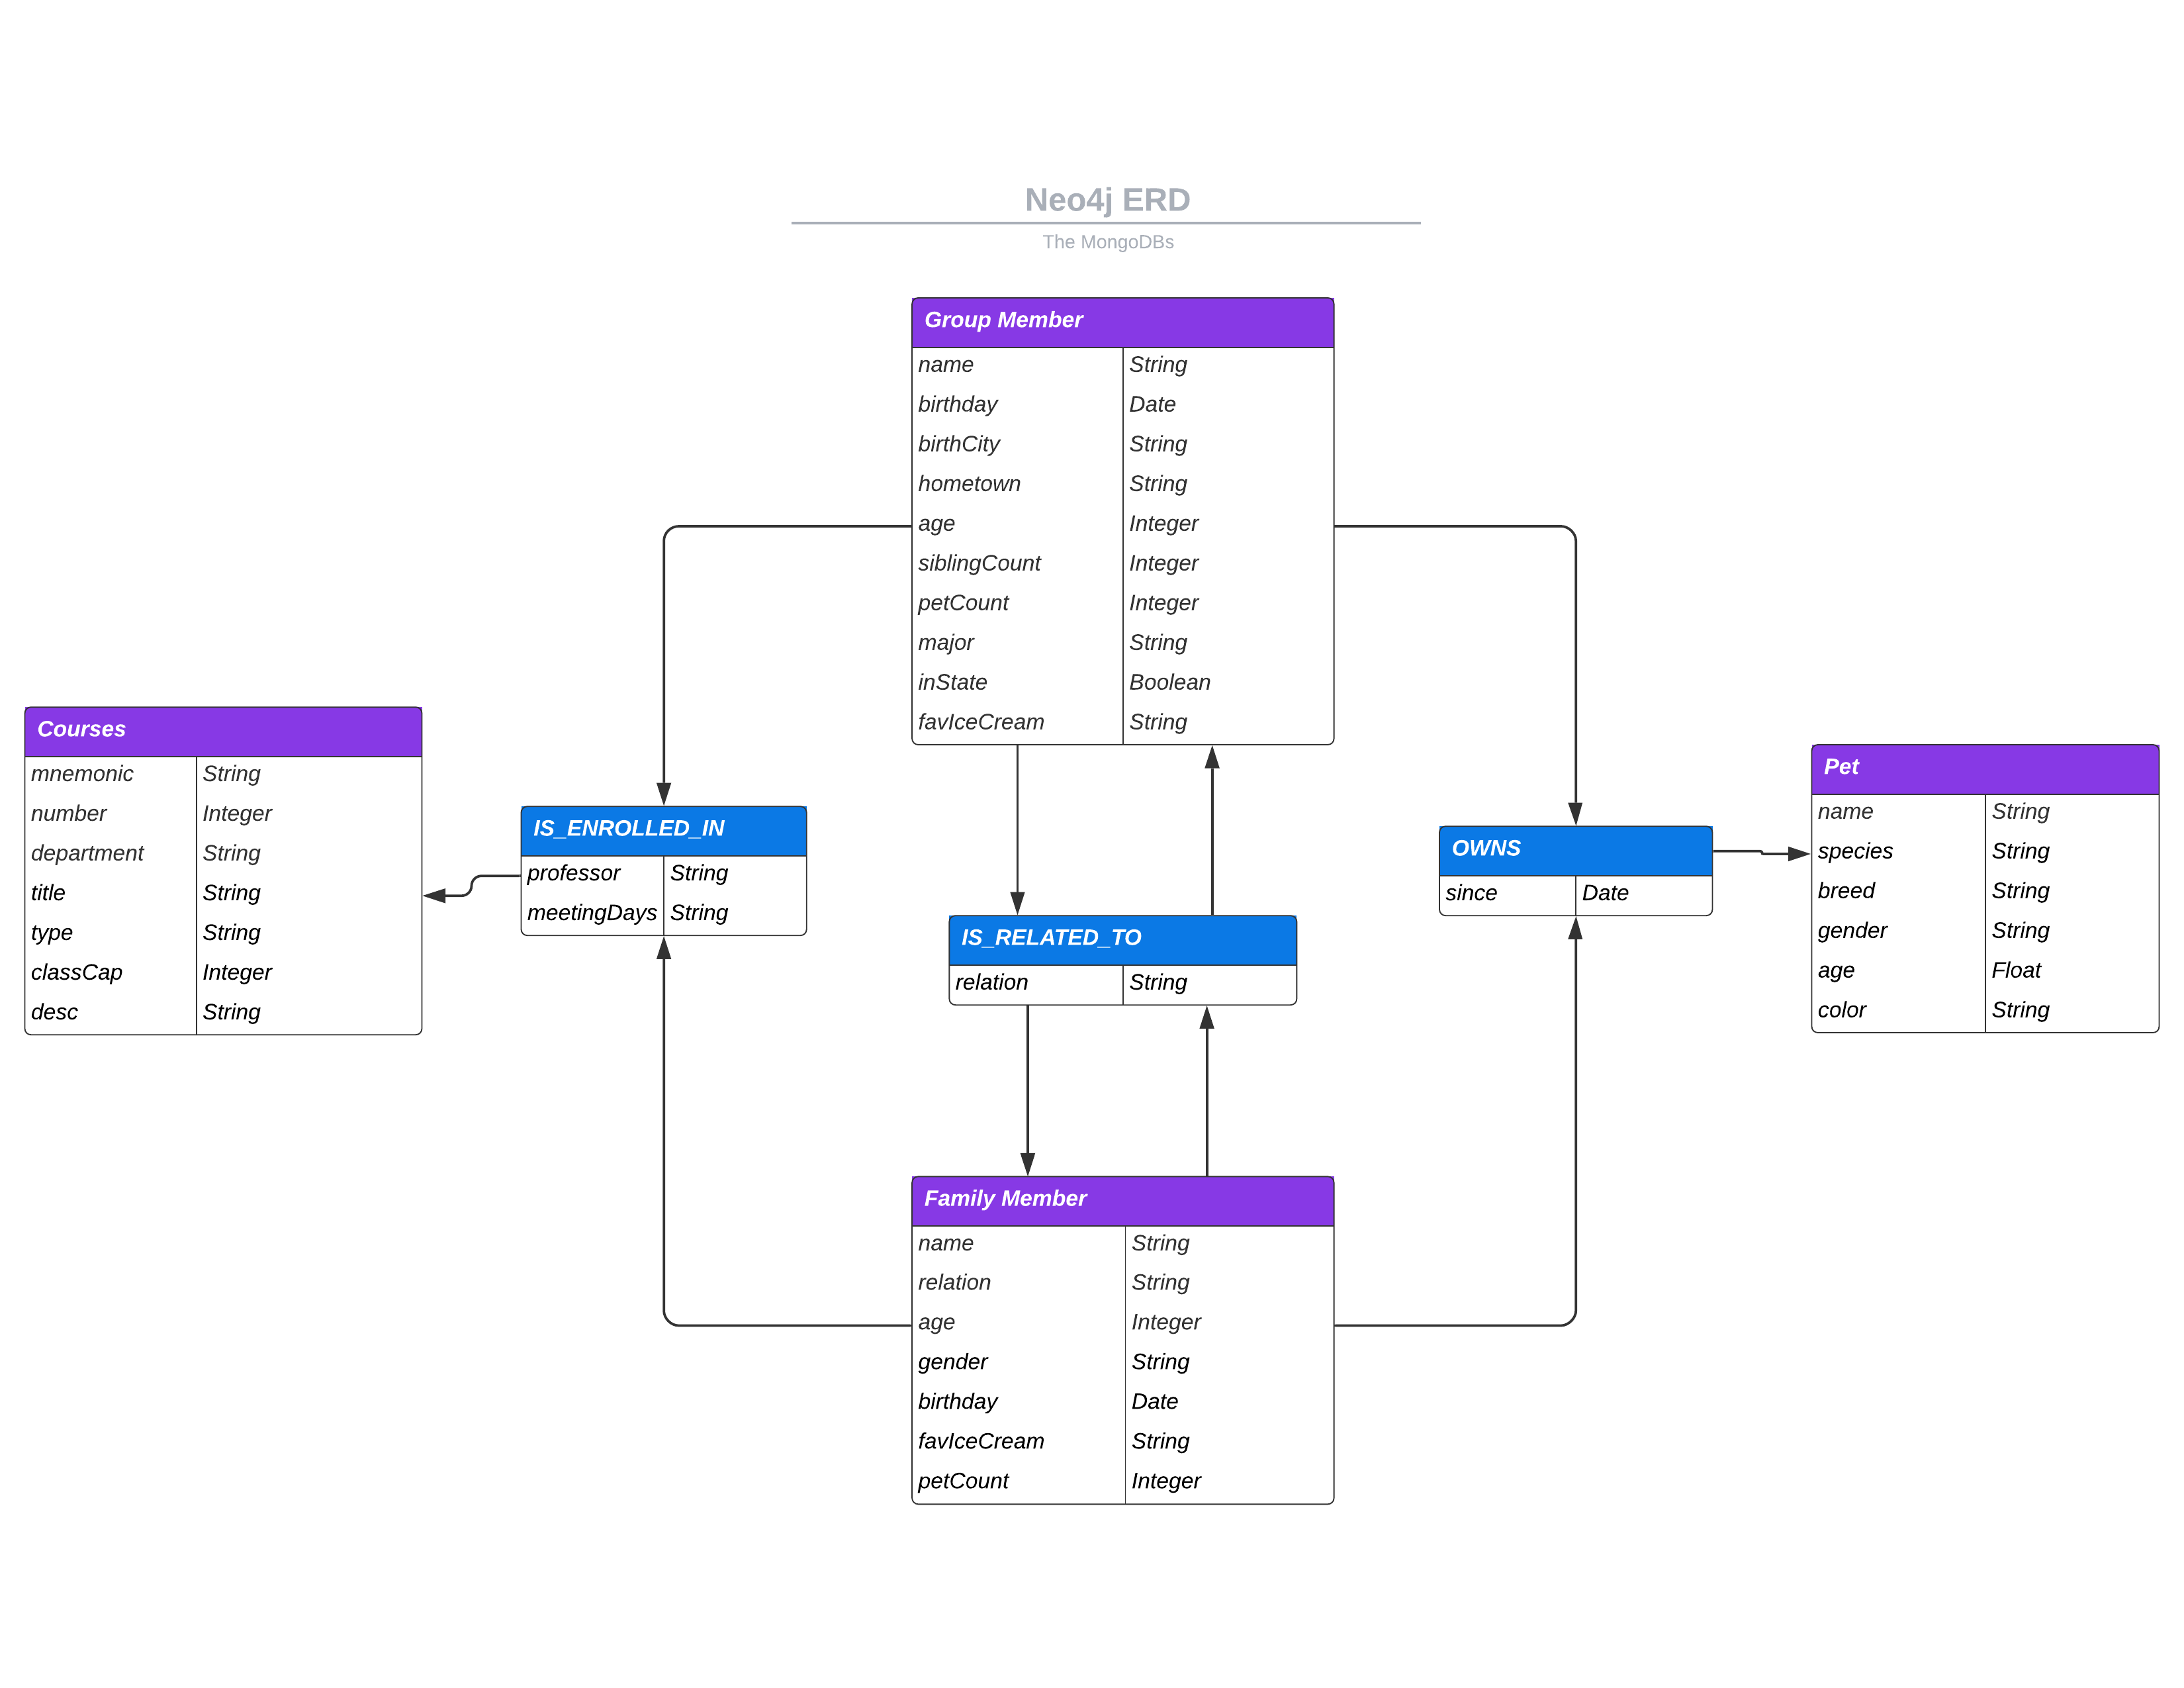 Neo4j ERD
The MongoDBs
Group Member
name String
birthday Date
birthCity String
hometown String
age Integer
siblingCount Integer
petCount Integer
major String
inState Boolean
favIceCream String
Courses
mnemonic String
number Integer
department String
title String
type String
classCap Integer
desc String
IS_ENROLLED_IN
professor String
meetingDays String
IS_RELATED_TO
relation String
OWNS
since Date
Pet
name String
species String
breed String
gender String
age Float
color String
Family Member
name String
relation String
age Integer
gender String
birthday Date
favIceCream String
petCount Integer